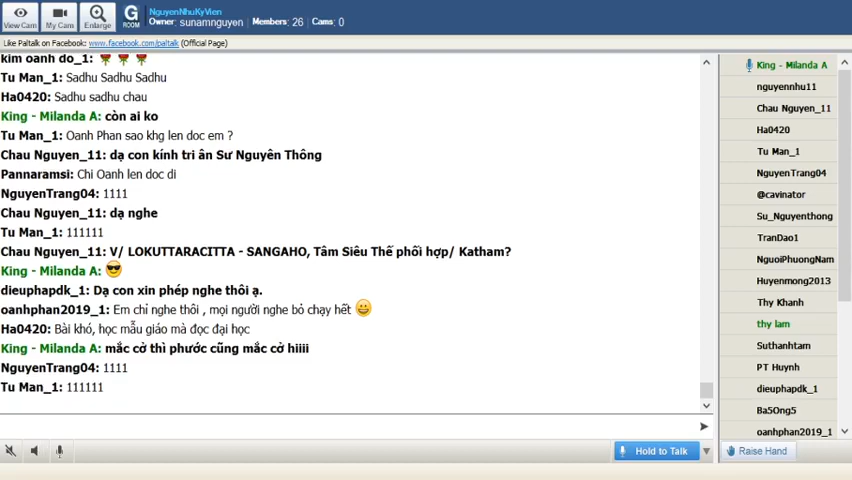 View Cam
My Cam
Enlarge
G
ROOM
NguyenNhuKyVien
Owner: sunamnguyen Members: 26 Cams: 0
Like Paltalk on Facebook: www.facebook.com/paltalk (Official Page)
kim oanh do_1:
Tu Man_1: Sadhu Sadhu Sadhu
Ha0420: Sadhu sadhu chau
King - Milanda A: còn ai ko
Tu Man_1: Oanh Phan sao khg len doc em ?
Chau Nguyen_11: dạ con kính tri ân Sư Nguyên Thông
Pannaramsi: Chi Oanh len doc di
NguyenTrang04: 1111
Chau Nguyen_11: dạ nghe
Tu Man_1: 111111
Chau Nguyen_11: V/ LOKUTTARACITTA - SANGAHO, Tâm Siêu Thế phối hợp/ Katham?
King - Milanda A:
dieuphapdk_1: Dạ con xin phép nghe thôi ạ.
oanhphan2019_1: Em chỉ nghe thôi , mọi người nghe bỏ chạy hết
Ha0420: Bài khó, học mẫu giáo mà đọc đại học
King - Milanda A: mắc cở thì phước cũng mắc cở hiiii
NguyenTrang04: 1111
Tu Man_1: 111111
Hold to Talk
King - Milanda A
nguyennhu11
Chau Nguyen_11
Ha0420
Tu Man_1
NguyenTrang04
@cavinator
Su_Nguyenthong
TranDao1
NguoiPhuongNam
Huyenmong2013
Thy Khanh
thy lam
Suthanhtam
PT Huynh
dieuphapdk_1
Ba5Ong5
oanhphan2019_1
Raise Hand